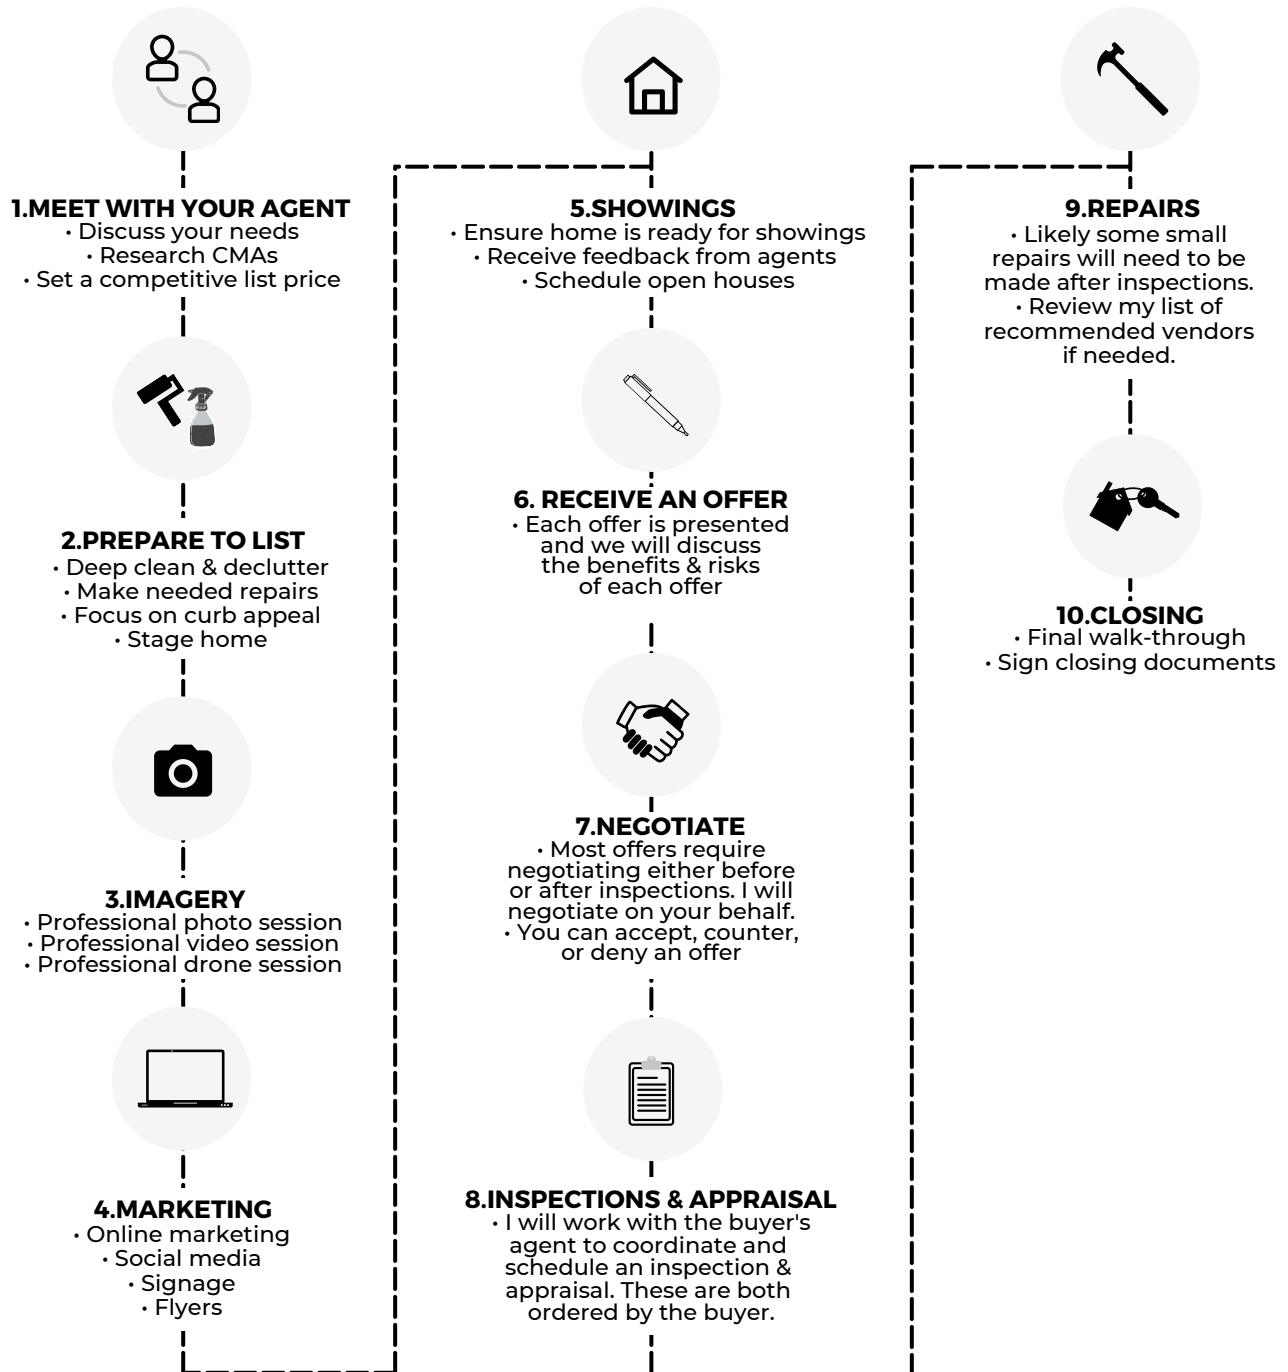 1.MEET WITH YOUR AGENT
• Discuss your needs
• Research CMAs
• Set a competitive list price
2.PREPARE TO LIST
• Deep clean & declutter
• Make needed repairs
• Focus on curb appeal
• Stage home
3.IMAGERY
• Professional photo session
• Professional video session
• Professional drone session
4.MARKETING
• Online marketing
• Social media
• Signage
• Flyers
5.SHOWINGS
• Ensure home is ready for showings
• Receive feedback from agents
• Schedule open houses
6. RECEIVE AN OFFER
• Each offer is presented
and we will discuss
the benefits & risks
of each offer
7.NEGOTIATE
• Most offers require
negotiating either before
or after inspections. I will
negotiate on your behalf.
• You can accept, counter,
or deny an offer
8.INSPECTIONS & APPRAISAL
• I will work with the buyer's
agent to coordinate and
schedule an inspection &
appraisal. These are both
ordered by the buyer.
9.REPAIRS
• Likely some small
repairs will need to be
made after inspections.
• Review my list of
recommended vendors
if needed.
10.CLOSING
• Final walk-through
• Sign closing documents